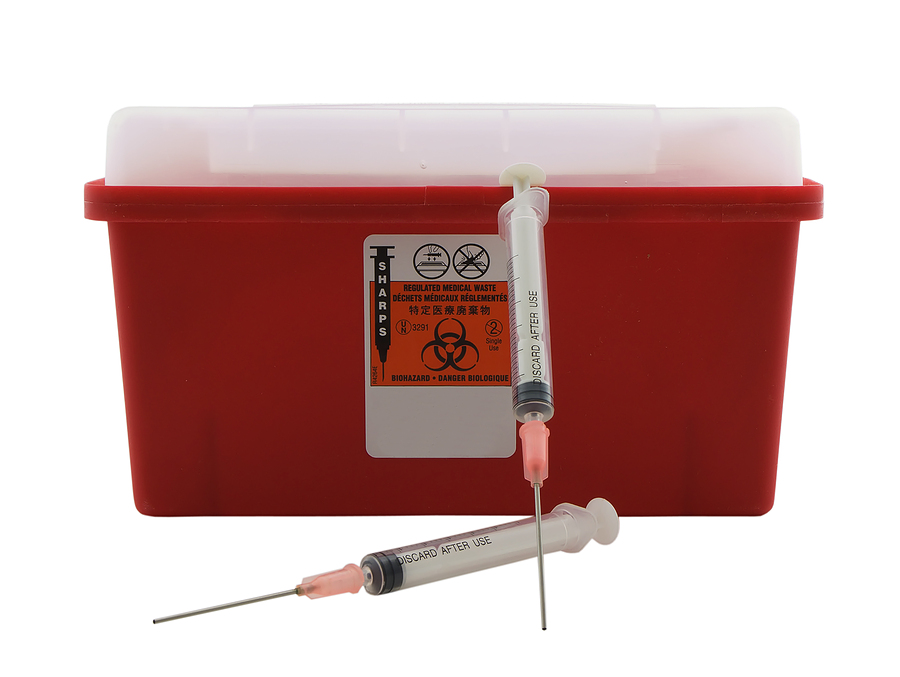 SHARPS
REGULATED MEDICAL WASTE
DÉCHETS MÉDICAUX RÉGLEMENTÉS
特定医療廃棄物
UN 3291
2
Single
Use
BIOHAZARD • DANGER BIOLOGIQUE
DISCARD AFTER USE
DISCARD AFTER USE